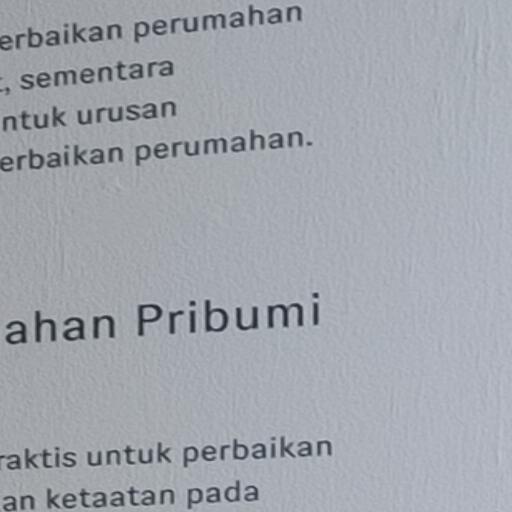 erbaikan perumahan
, sementara
ntuk urusan
erbaikan perumahan.
ahan Pribumi
raktis untuk perbaikan
an ketaatan pada